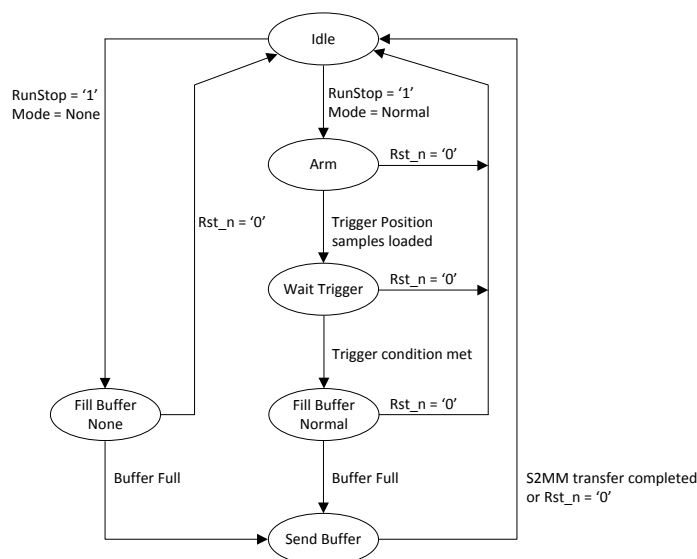 Idle
RunStop = ‘1’
Mode = None
RunStop = ‘1’
Mode = Normal
Arm
Rst_n = ‘0’
Rst_n = ‘0’
Trigger Position
samples loaded
Wait Trigger
Rst_n = ‘0’
Trigger condition met
Fill Buffer
None
Fill Buffer
Normal
Rst_n = ‘0’
Buffer Full
Buffer Full
S2MM transfer completed
or Rst_n = ‘0’
Send Buffer